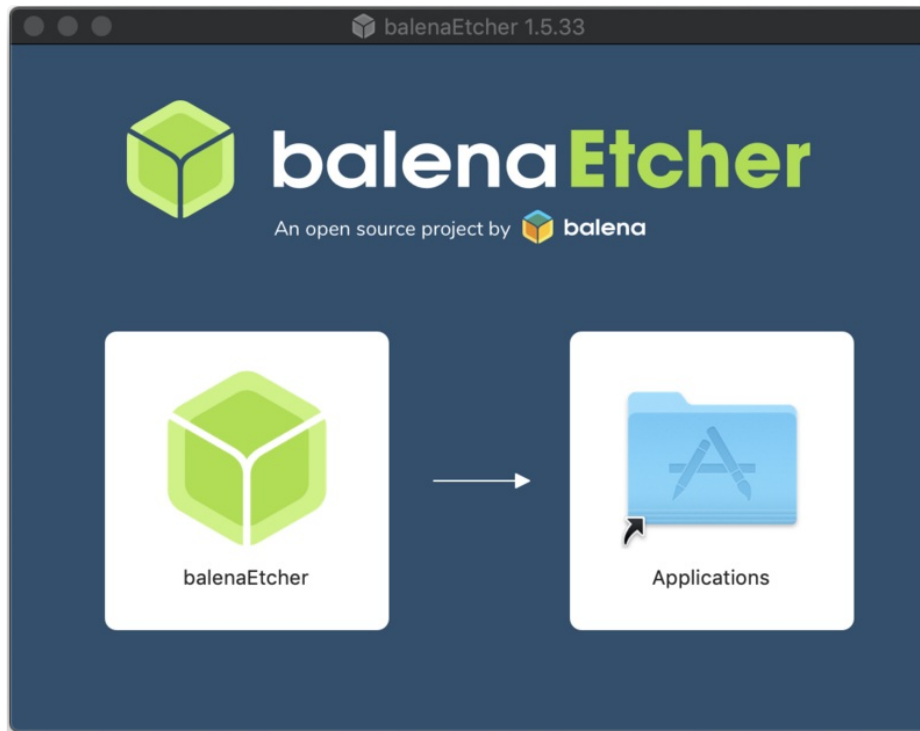 balenaEtcher 1.5.33
balenaEtcher
An open source project by balena
balenaEtcher
Applications